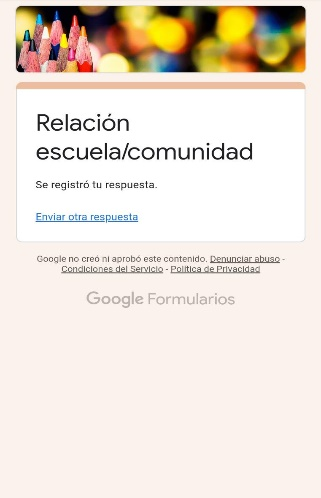 Relación
escuela/comunidad
Se registró tu respuesta.
Enviar otra respuesta
Google no creó ni aprobó este contenido. Denunciar abuso -
Condiciones del Servicio - Política de Privacidad
Google Formularios